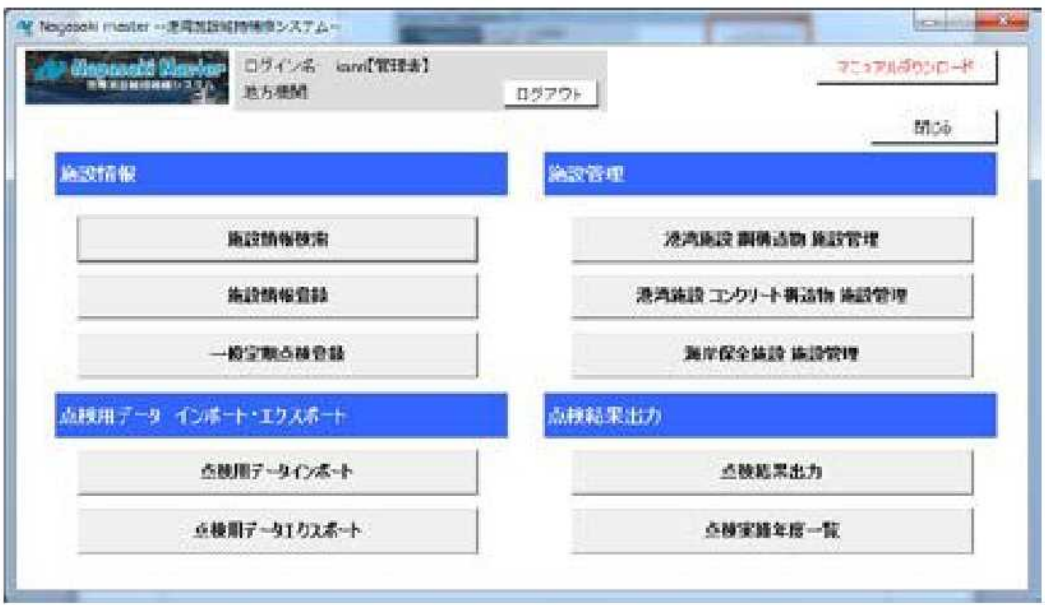 Nagasaki master --港湾施設維持補修システム--
Nagasaki Master
ログイン名 kanri【管理者】
地方機関
ログアウト
マニュアルダウンロード
閉じる
施設情報
施設情報検索
施設情報登録
一般定期点検登録
施設管理
港湾施設 鋼構造物 施設管理
港湾施設 コンクリート構造物 施設管理
海岸保全施設 施設管理
点検用データ インポート・エクスポート
点検用データインポート
点検用データエクスポート
点検結果出力
点検結果出力
点検実績年度一覧